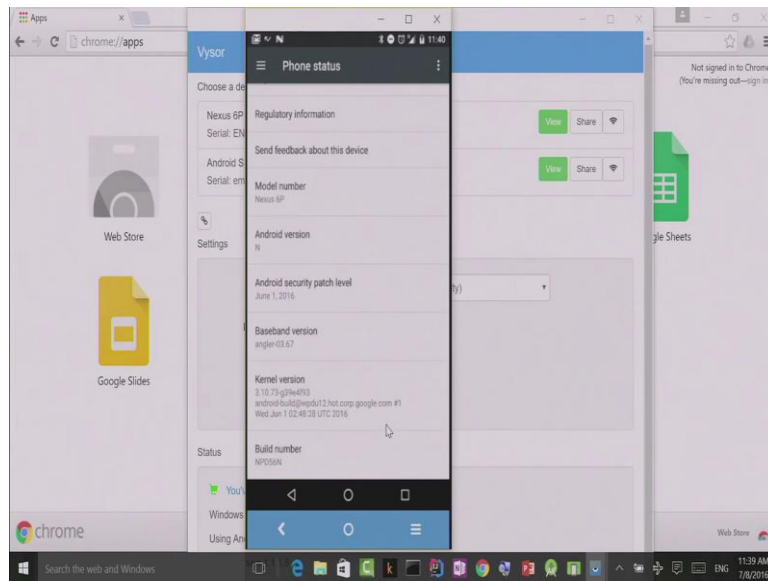 Apps
chrome://apps
Not signed in to Chrome
(You're missing out—sign in
Vysor
Choose a de
Nexus 6P
Serial: EN
View
Share
Android S
Serial: em
View
Share
Settings
ty)
Status
You'
Windows
Using An
11:40
Phone status
Regulatory information
Send feedback about this device
Model number
Nexus 6P
Android version
N
Android security patch level
June 1, 2016
Baseband version
angler-03.67
Kernel version
3.10.73-g39e4f93
android-build@wpdu12.hot.corp.google.com #1
Wed Jun 1 02:48:28 UTC 2016
Build number
NPD56N
Web Store
gle Sheets
Google Slides
chrome
Web Store
Search the web and Windows
ENG
11:39 AM
7/8/2016